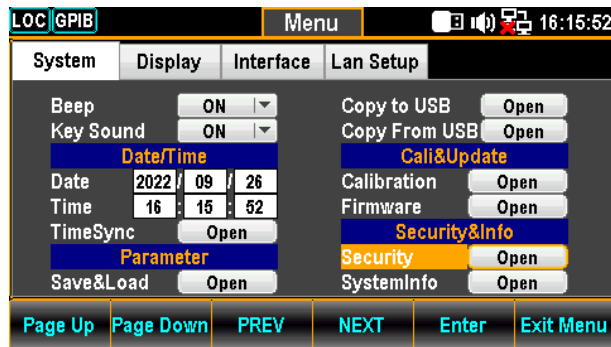 LOC GPIB Menu 16:15:52
System Display Interface Lan Setup
Beep ON
Key Sound ON
Date/Time
Date 2022 / 09 / 26
Time 16 : 15 : 52
TimeSync Open
Parameter
Save&Load Open
Copy to USB Open
Copy From USB Open
Cali&Update
Calibration Open
Firmware Open
Security&Info
Security Open
SystemInfo Open
Page Up Page Down PREV NEXT Enter Exit Menu